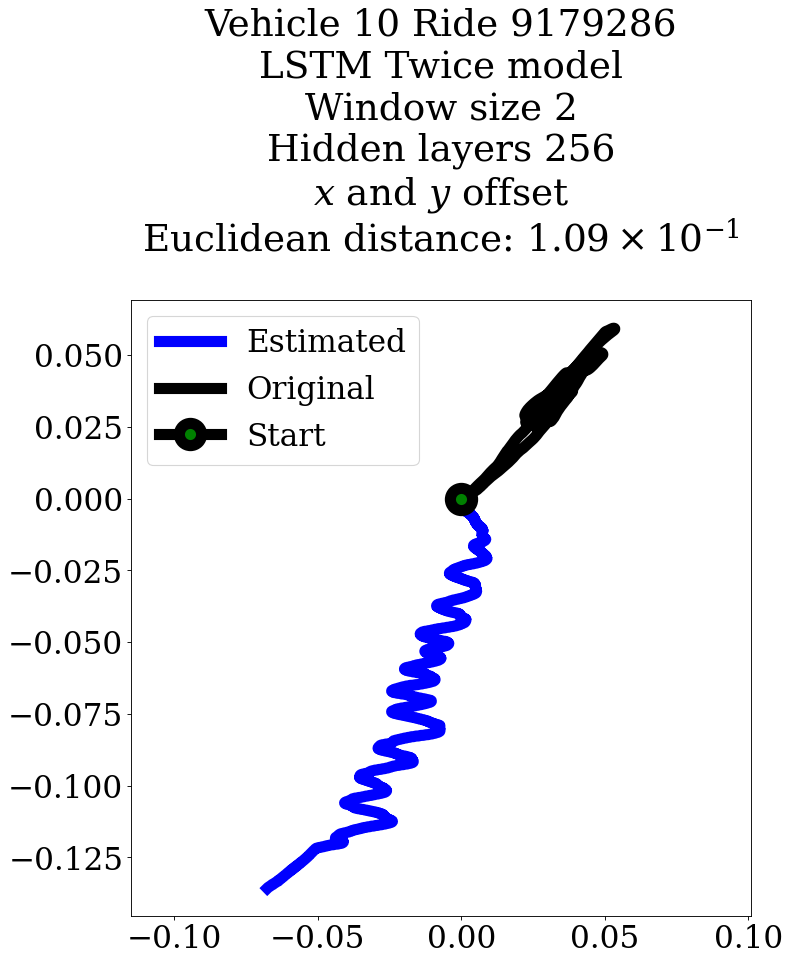 Vehicle 10 Ride 9179286
LSTM Twice model
Window size 2
Hidden layers 256
x and y offset
Euclidean distance: 1.09 × 10⁻¹
Estimated
Original
Start
0.050
0.025
0.000
−0.025
−0.050
−0.075
−0.100
−0.125
−0.10 −0.05 0.00 0.05 0.10